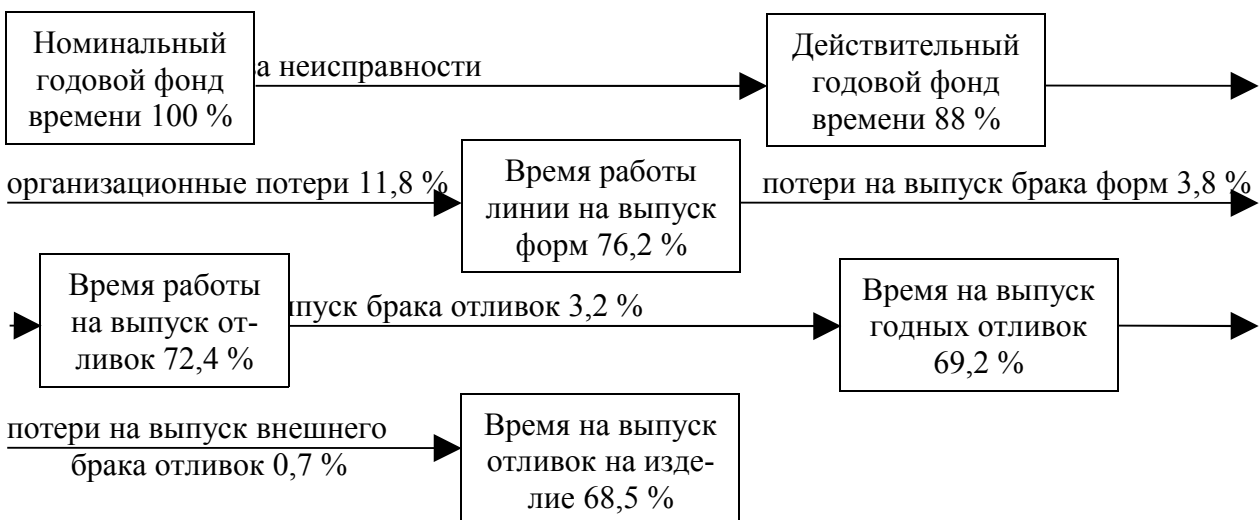 Номинальный
годовой фонд
времени 100 %
неисправности
Действительный
годовой фонд
времени 88 %
организационные потери 11,8 %
Время работы
линии на выпуск
форм 76,2 %
потери на выпуск брака форм 3,8 %
Время работы
на выпуск от-
ливок 72,4 %
брака отливок 3,2 %
Время на выпуск
годных отливок
69,2 %
потери на выпуск внешнего
брака отливок 0,7 %
Время на выпуск
отливок на изде-
лие 68,5 %